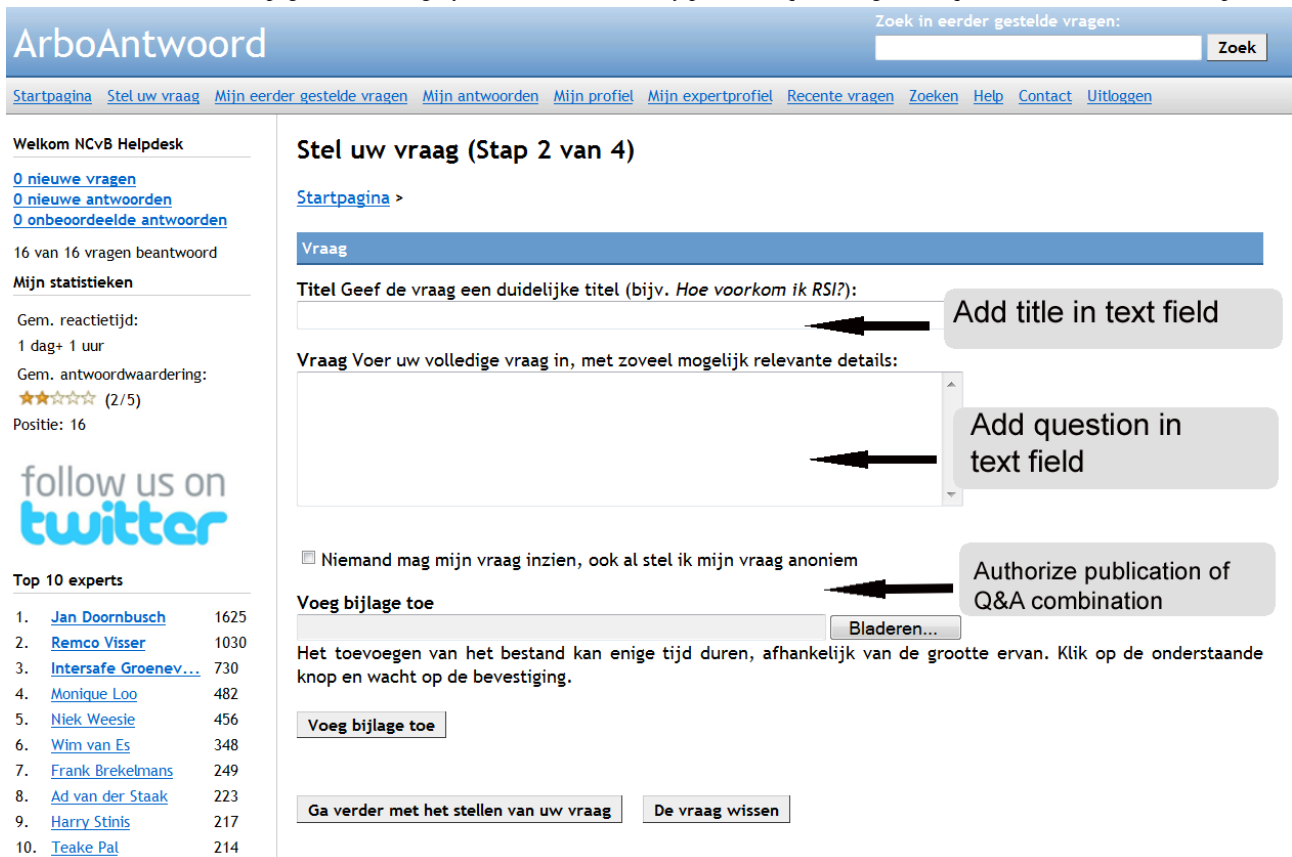 ArboAntwoord
Zoek in eerder gestelde vragen:
Zoek
Startpagina Stel uw vraag Mijn eerder gestelde vragen Mijn antwoorden Mijn profiel Mijn expertprofiel Recente vragen Zoeken Help Contact Uitloggen
Welkom NCvB Helpdesk
0 nieuwe vragen
0 nieuwe antwoorden
0 onbeoordeelde antwoorden
16 van 16 vragen beantwoord
Mijn statistieken
Gem. reactietijd:
1 dag+ 1 uur
Gem. antwoordwaardering:
(2/5)
Positie: 16
follow us on
twitter
Top 10 experts
1. Jan Doornbusch 1625
2. Remco Visser 1030
3. Intersafe Groenev... 730
4. Monique Loo 482
5. Niek Weesie 456
6. Wim van Es 348
7. Frank Brekelmans 249
8. Ad van der Staak 223
9. Harry Stinis 217
10. Teake Pal 214
Stel uw vraag (Stap 2 van 4)
Startpagina >
Vraag
Titel Geef de vraag een duidelijke titel (bijv. Hoe voorkom ik RSI?):
Add title in text field
Vraag Voer uw volledige vraag in, met zoveel mogelijk relevante details:
Add question in
text field
Niemand mag mijn vraag inzien, ook al stel ik mijn vraag anoniem
Authorize publication of
Q&A combination
Voeg bijlage toe
Bladeren...
Het toevoegen van het bestand kan enige tijd duren, afhankelijk van de grootte ervan. Klik op de onderstaande
knop en wacht op de bevestiging.
Voeg bijlage toe
Ga verder met het stellen van uw vraag
De vraag wissen